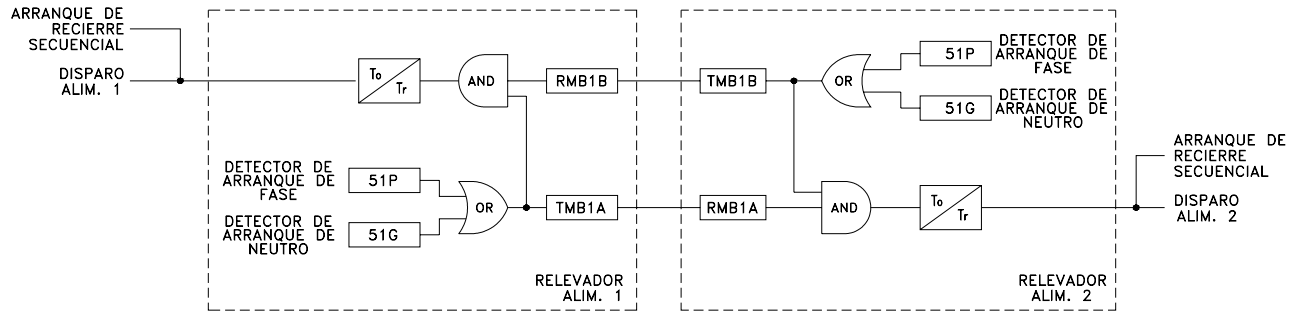 ARRANQUE DE
RECIERRE
SECUENCIAL
DISPARO
ALIM. 1
To
Tr
AND
RMB1B
TMB1B
OR
51P
DETECTOR DE
ARRANQUE DE
FASE
51G
DETECTOR DE
ARRANQUE DE
NEUTRO
DETECTOR DE
ARRANQUE DE
FASE
51P
DETECTOR DE
ARRANQUE DE
NEUTRO
51G
OR
TMB1A
RMB1A
AND
To
Tr
ARRANQUE DE
RECIERRE
SECUENCIAL
DISPARO
ALIM. 2
RELEVADOR
ALIM. 1
RELEVADOR
ALIM. 2